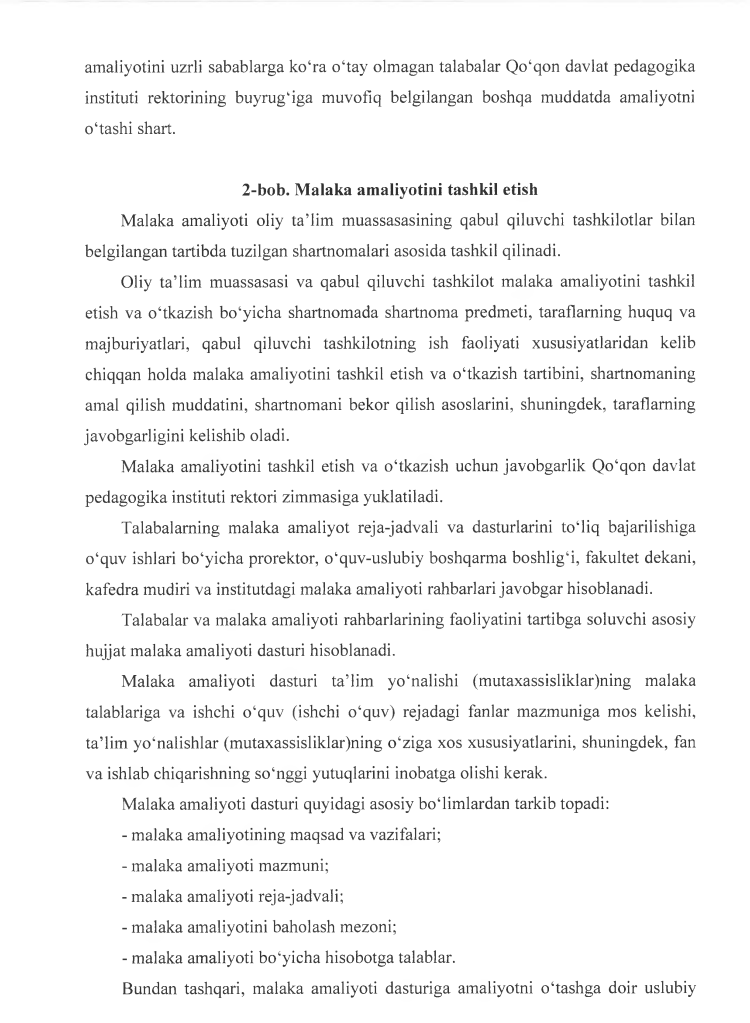 amaliyotini uzrli sabablarga ko‘ra o‘tay olmagan talabalar Qo‘qon davlat pedagogika
instituti rektorining buyrug‘iga muvofiq belgilangan boshqa muddatda amaliyotni
o‘tashi shart.
2-bob. Malaka amaliyotini tashkil etish
Malaka amaliyoti oliy ta’lim muassasasining qabul qiluvchi tashkilotlar bilan
belgilangan tartibda tuzilgan shartnomalari asosida tashkil qilinadi.
Oliy ta’lim muassasasi va qabul qiluvchi tashkilot malaka amaliyotini tashkil
etish va o‘tkazish bo‘yicha shartnomada shartnoma predmeti, taraflarning huquq va
majburiyatlari, qabul qiluvchi tashkilotning ish faoliyati xususiyatlaridan kelib
chiqqan holda malaka amaliyotini tashkil etish va o‘tkazish tartibini, shartnomaning
amal qilish muddatini, shartnomani bekor qilish asoslarini, shuningdek, taraflarning
javobgarligini kelishib oladi.
Malaka amaliyotini tashkil etish va o‘tkazish uchun javobgarlik Qo‘qon davlat
pedagogika instituti rektori zimmasiga yuklatiladi.
Talabalarning malaka amaliyot reja-jadvali va dasturlarini to‘liq bajarilishiga
o‘quv ishlari bo‘yicha prorektor, o‘quv-uslubiy boshqarma boshlig‘i, fakultet dekani,
kafedra mudiri va institutdagi malaka amaliyoti rahbarlari javobgar hisoblanadi.
Talabalar va malaka amaliyoti rahbarlarining faoliyatini tartibga soluvchi asosiy
hujjat malaka amaliyoti dasturi hisoblanadi.
Malaka amaliyoti dasturi ta’lim yo‘nalishi (mutaxassisliklar)ning malaka
talablariga va ishchi o‘quv (ishchi o‘quv) rejadagi fanlar mazmuniga mos kelishi,
ta’lim yo‘nalishlar (mutaxassisliklar)ning o‘ziga xos xususiyatlarini, shuningdek, fan
va ishlab chiqarishning so‘nggi yutuqlarini inobatga olishi kerak.
Malaka amaliyoti dasturi quyidagi asosiy bo‘limlardan tarkib topadi:
- malaka amaliyotining maqsad va vazifalari;
- malaka amaliyoti mazmuni;
- malaka amaliyoti reja-jadvali;
- malaka amaliyotini baholash mezoni;
- malaka amaliyoti bo‘yicha hisobotga talablar.
Bundan tashqari, malaka amaliyoti dasturiga amaliyotni o‘tashga doir uslubiy